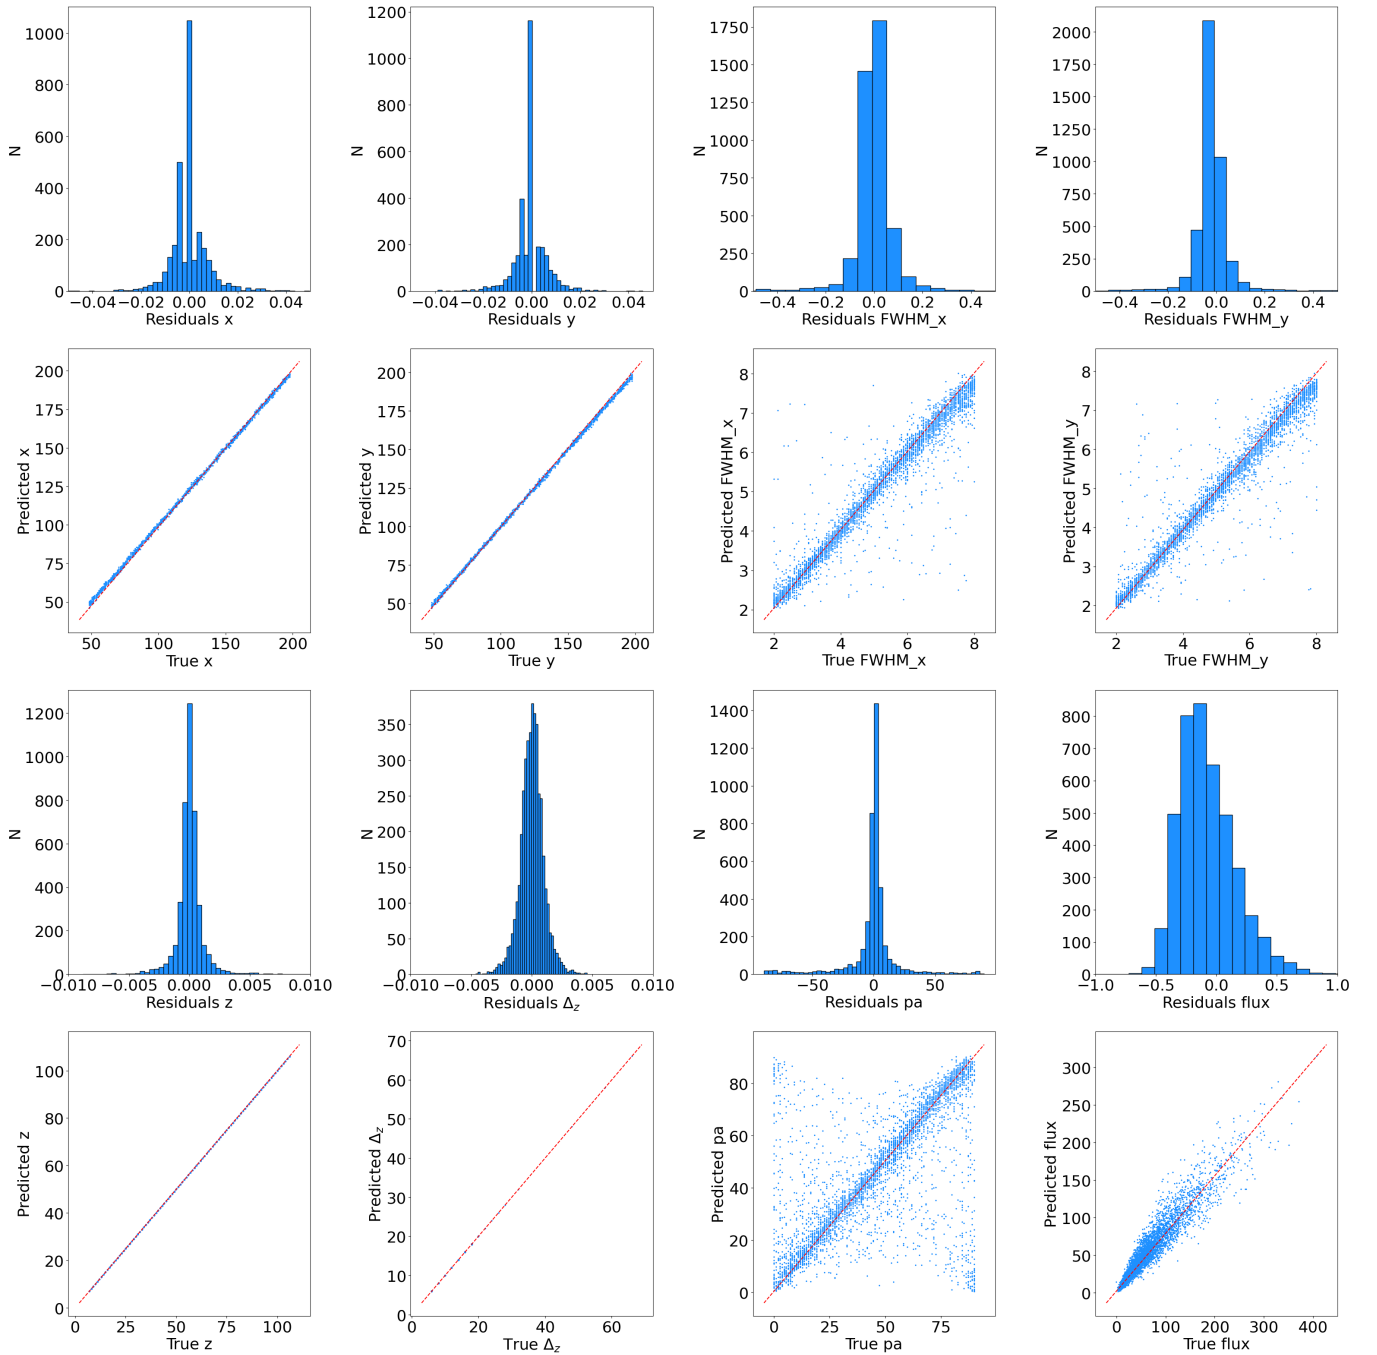 1000
800
600
400
200
0
N
−0.04 −0.02 0.00 0.02 0.04
Residuals x
1200
1000
800
600
400
200
0
N
−0.04 −0.02 0.00 0.02 0.04
Residuals y
1750
1500
1250
1000
750
500
250
0
N
−0.4 −0.2 0.0 0.2 0.4
Residuals FWHM_x
2000
1750
1500
1250
1000
750
500
250
0
N
−0.4 −0.2 0.0 0.2 0.4
Residuals FWHM_y
200
175
150
125
100
75
50
Predicted x
50 100 150 200
True x
200
175
150
125
100
75
50
Predicted y
50 100 150 200
True y
8
7
6
5
4
3
2
Predicted FWHM_x
2 4 6 8
True FWHM_x
8
7
6
5
4
3
2
Predicted FWHM_y
2 4 6 8
True FWHM_y
1200
1000
800
600
400
200
0
N
−0.010 −0.005 0.000 0.005 0.010
Residuals z
350
300
250
200
150
100
50
0
N
−0.010 −0.005 0.000 0.005 0.010
Residuals Δz
1400
1200
1000
800
600
400
200
0
N
−50 0 50
Residuals pa
800
700
600
500
400
300
200
100
0
N
−1.0 −0.5 0.0 0.5 1.0
Residuals flux
100
80
60
40
20
0
Predicted z
0 25 50 75 100
True z
70
60
50
40
30
20
10
0
Predicted Δz
0 20 40 60
True Δz
80
60
40
20
0
Predicted pa
0 25 50 75
True pa
300
250
200
150
100
50
0
Predicted flux
0 100 200 300 400
True flux